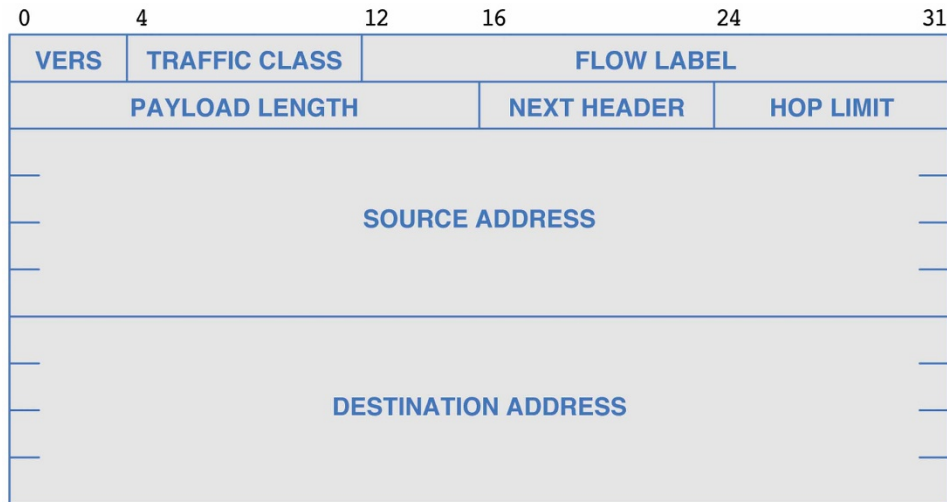 0 4 12 16 24 31
VERS TRAFFIC CLASS FLOW LABEL
PAYLOAD LENGTH NEXT HEADER HOP LIMIT
SOURCE ADDRESS
DESTINATION ADDRESS